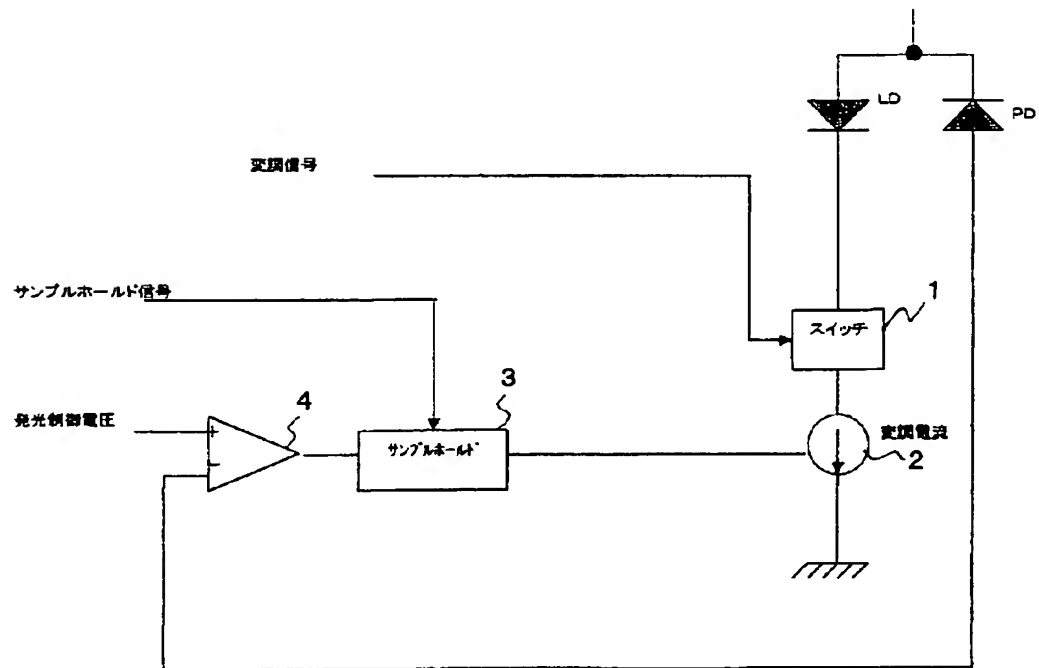 LD
PD
変調信号
サンプルホールド信号
1
スイッチ
3
発光制御電圧
4
+
−
サンプルホールド
変調電流
2